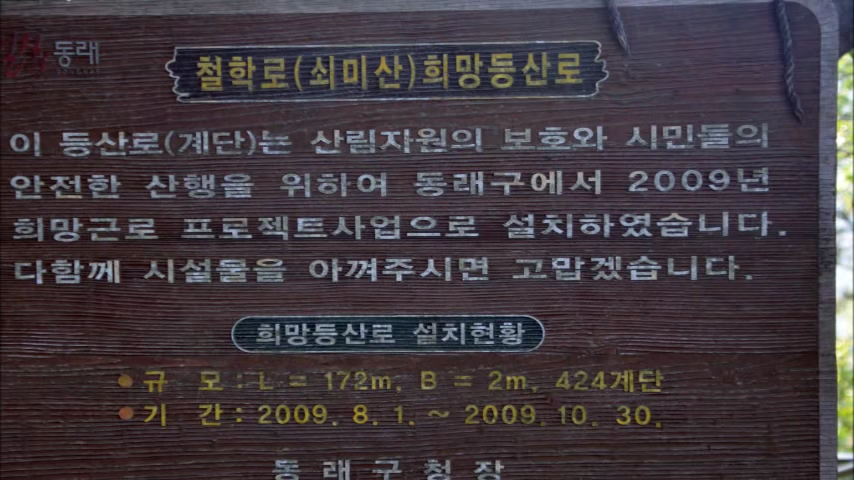 동래
철학로(쇠미산)희망등산로
이 등산로(계단)는 산림자원의 보호와 시민들의
안전한 산행을 위하여 동래구에서 2009년
희망근로 프로젝트사업으로 설치하였습니다.
다함께 시설물을 아껴주시면 고맙겠습니다.
희망등산로 설치현황
• 규 모 : L = 172m, B = 2m, 424계단
• 기 간 : 2009. 8. 1. ~ 2009. 10. 30.
동래구청장